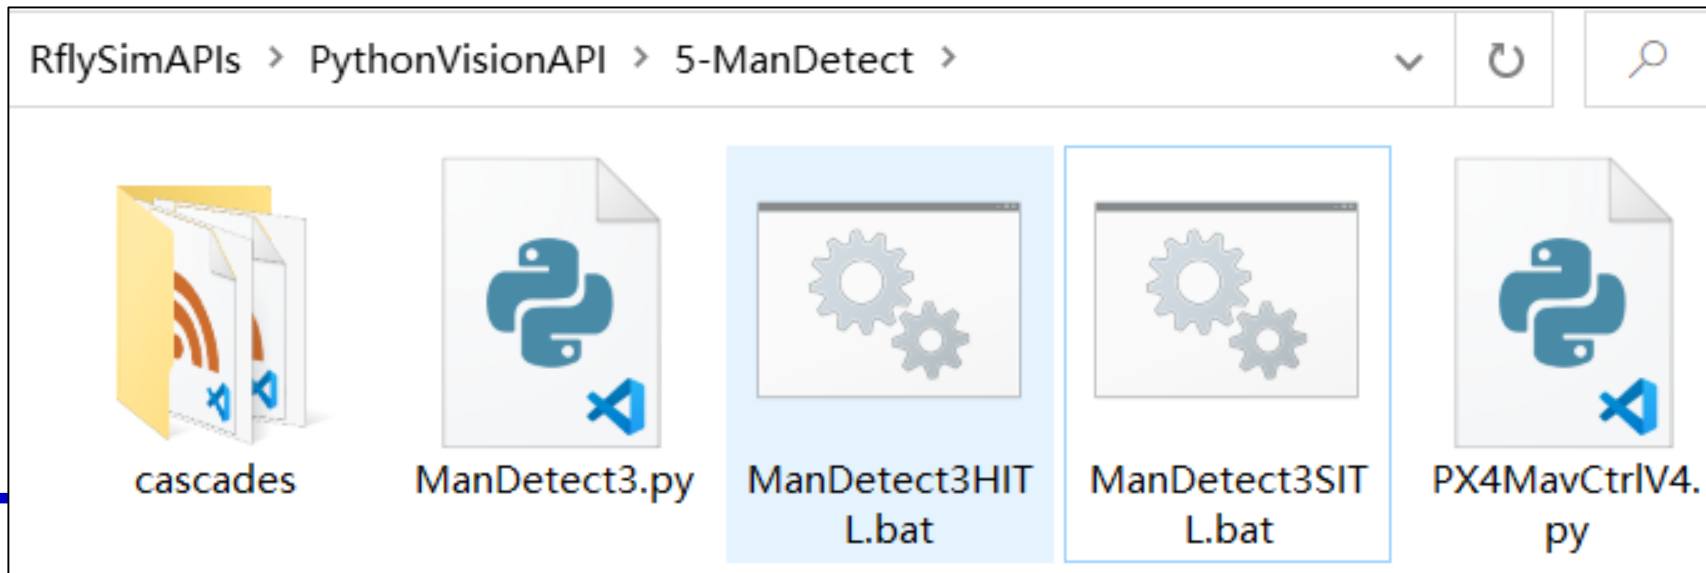 RflySimAPIs > PythonVisionAPI > 5-ManDetect >
cascades
ManDetect3.py
ManDetect3HIT
L.bat
ManDetect3SIT
L.bat
PX4MavCtrlV4.
py